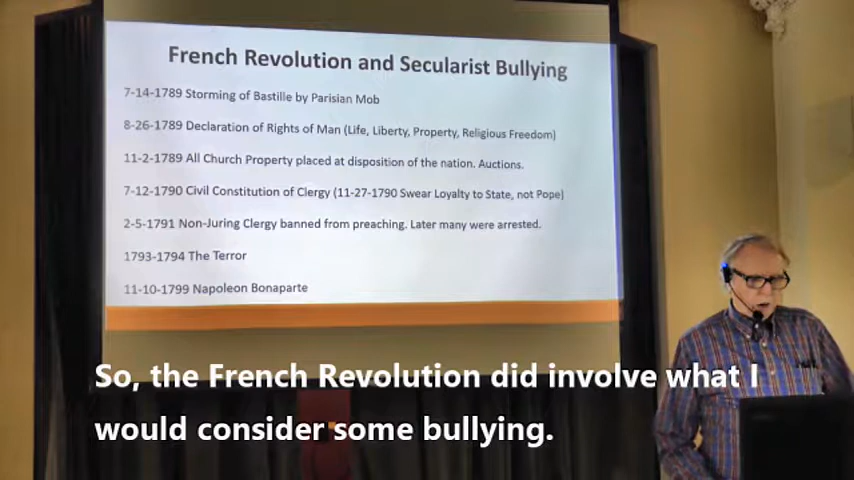 French Revolution and Secularist Bullying
7-14-1789 Storming of Bastille by Parisian Mob
8-26-1789 Declaration of Rights of Man (Life, Liberty, Property, Religious Freedom)
11-2-1789 All Church Property placed at disposition of the nation. Auctions.
7-12-1790 Civil Constitution of Clergy (11-27-1790 Swear Loyalty to State, not Pope)
2-5-1791 Non-Juring Clergy banned from preaching. Later many were arrested.
1793-1794 The Terror
11-10-1799 Napoleon Bonaparte
So, the French Revolution did involve what I
would consider some bullying.